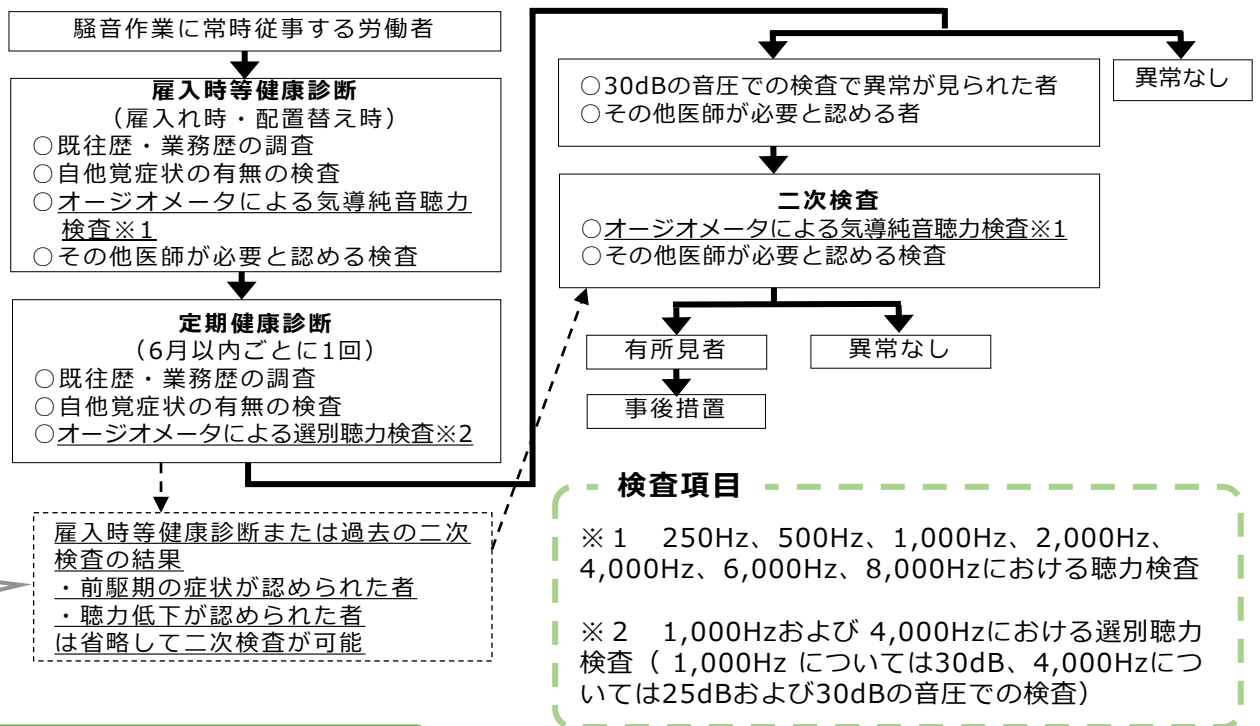 騒音作業に常時従事する労働者
雇入時等健康診断
（雇入れ時・配置替え時）
○既往歴・業務歴の調査
○自他覚症状の有無の検査
○オージオメータによる気導純音聴力
検査※1
○その他医師が必要と認める検査
定期健康診断
（6月以内ごとに1回）
○既往歴・業務歴の調査
○自他覚症状の有無の検査
○オージオメータによる選別聴力検査※2
雇入時等健康診断または過去の二次
検査の結果
・前駆期の症状が認められた者
・聴力低下が認められた者
は省略して二次検査が可能
○30dBの音圧での検査で異常が見られた者
○その他医師が必要と認める者
異常なし
二次検査
○オージオメータによる気導純音聴力検査※1
○その他医師が必要と認める検査
有所見者
異常なし
事後措置
検査項目
※１　250Hz、500Hz、1,000Hz、2,000Hz、
4,000Hz、6,000Hz、8,000Hzにおける聴力検査
※２　1,000Hzおよび 4,000Hzにおける選別聴力
検査（ 1,000Hz については30dB、4,000Hzにつ
いては25dBおよび30dBの音圧での検査）